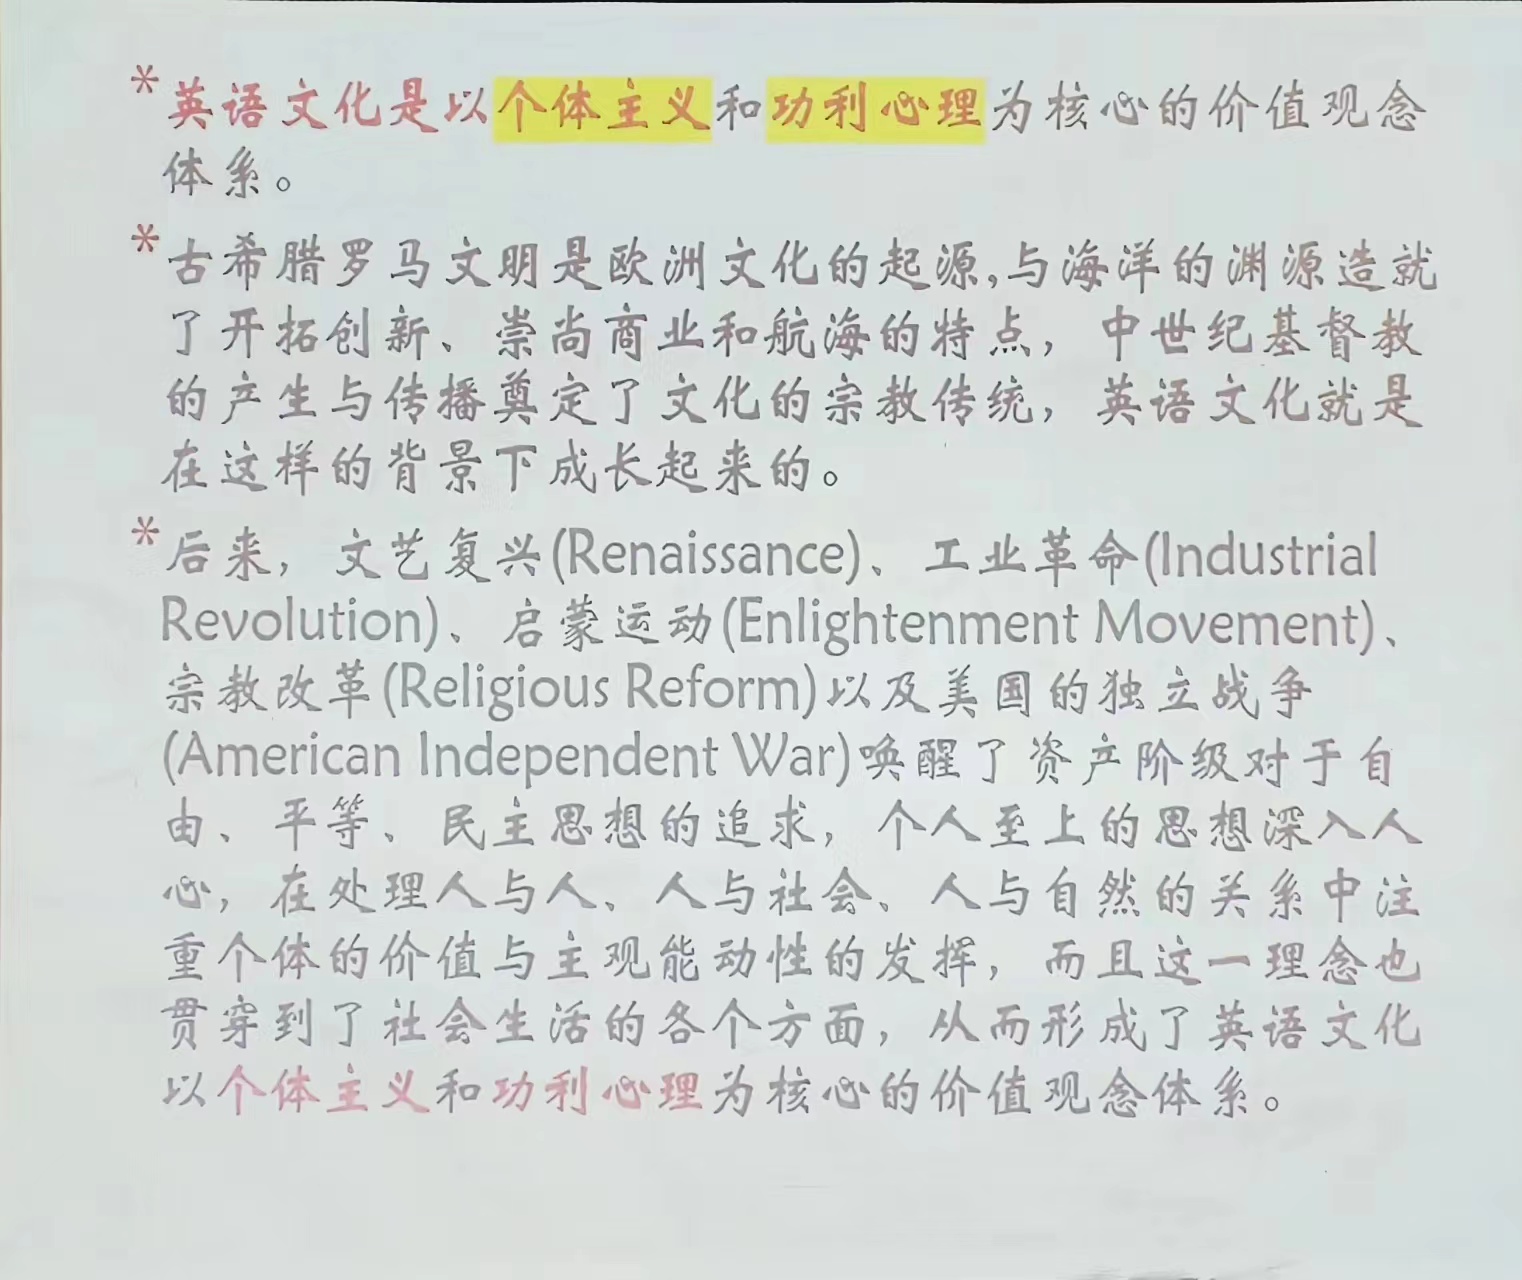 *英语文化是以个体主义和功利心理为核心的价值观念
体系。
*古希腊罗马文明是欧洲文化的起源,与海洋的渊源造就
了开拓创新、崇尚商业和航海的特点，中世纪基督教
的产生与传播奠定了文化的宗教传统，英语文化就是
在这样的背景下成长起来的。
*后来，文艺复兴(Renaissance)、工业革命(Industrial
Revolution)、启蒙运动(Enlightenment Movement)、
宗教改革(Religious Reform)以及美国的独立战争
(American Independent War)唤醒了资产阶级对于自
由、平等、民主思想的追求，个人至上的思想深入人
心，在处理人与人、人与社会、人与自然的关系中注
重个体的价值与主观能动性的发挥，而且这一理念也
贯穿到了社会生活的各个方面，从而形成了英语文化
以个体主义和功利心理为核心的价值观念体系。